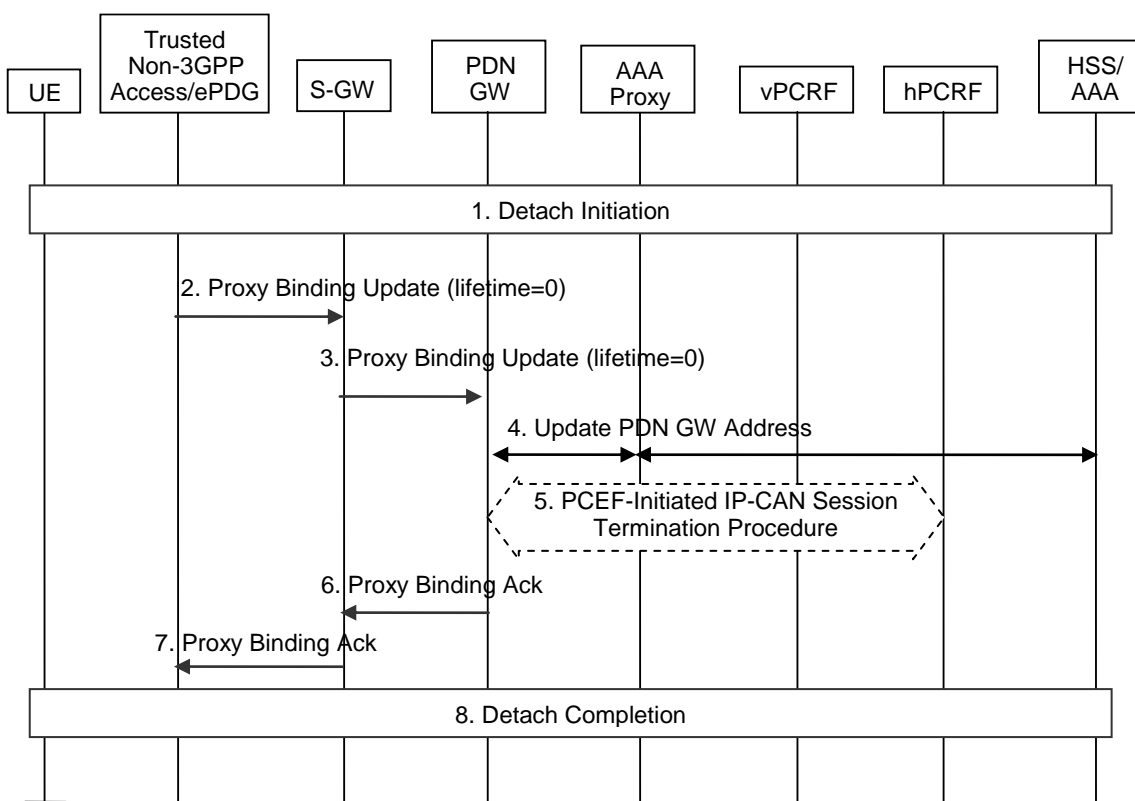 UE
Trusted
Non-3GPP
Access/ePDG
S-GW
PDN
GW
AAA
Proxy
vPCRF
hPCRF
HSS/
AAA
1. Detach Initiation
2. Proxy Binding Update (lifetime=0)
3. Proxy Binding Update (lifetime=0)
4. Update PDN GW Address
5. PCEF-Initiated IP-CAN Session
Termination Procedure
6. Proxy Binding Ack
7. Proxy Binding Ack
8. Detach Completion